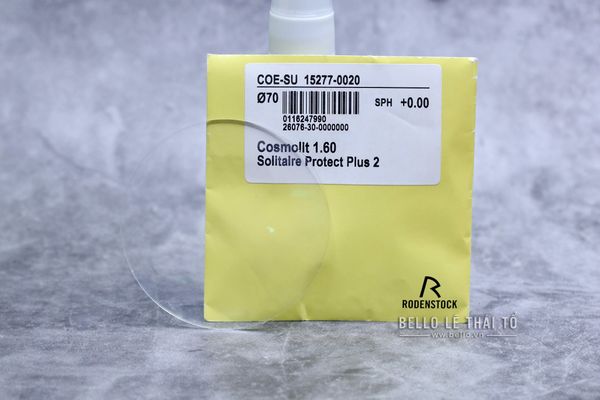 COE-SU 15277-0020
Ø70
SPH +0.00
0116247990
26076-30-0000000
Cosmolit 1.60
Solitaire Protect Plus 2
R
RODENSTOCK
BELLO LÊ THÁI TỔ
www.bello.vn